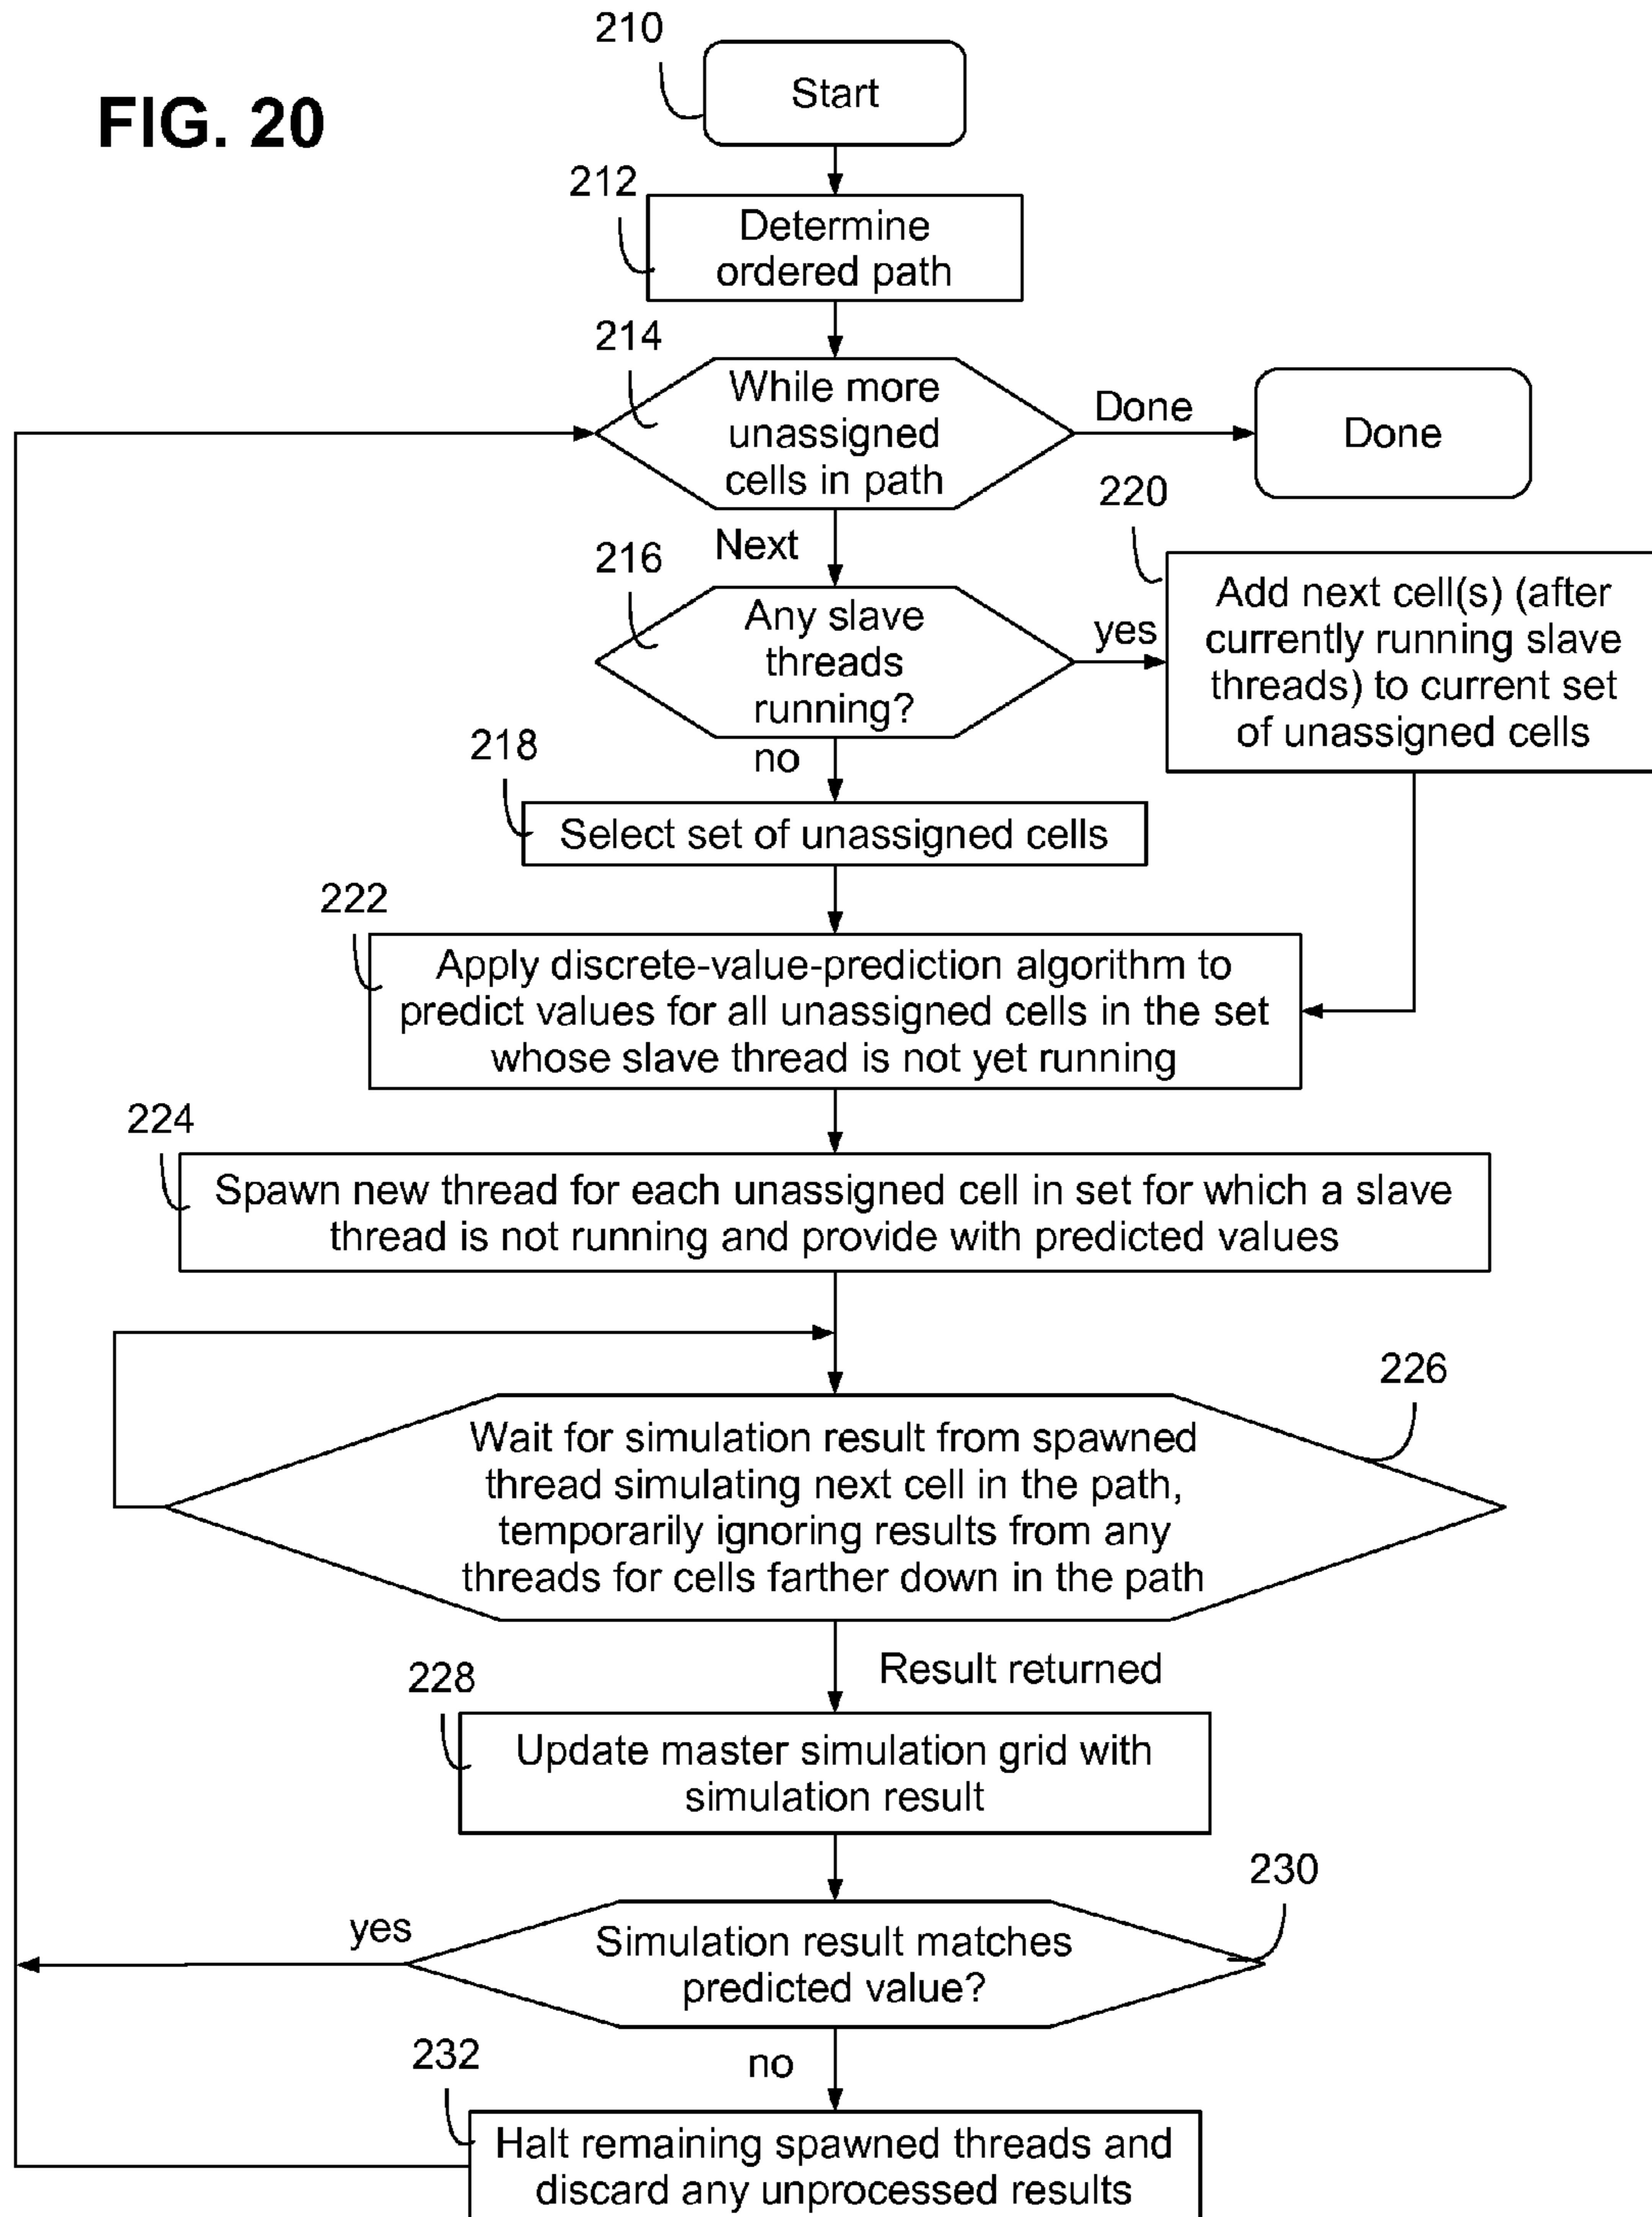 FIG. 20
210
Start
212
Determine
ordered path
214
While more
unassigned
cells in path
Done
Done
Next
216
Any slave
threads
running?
yes
220
Add next cell(s) (after
currently running slave
threads) to current set
of unassigned cells
no
218
Select set of unassigned cells
222
Apply discrete-value-prediction algorithm to
predict values for all unassigned cells in the set
whose slave thread is not yet running
224
Spawn new thread for each unassigned cell in set for which a slave
thread is not running and provide with predicted values
226
Wait for simulation result from spawned
thread simulating next cell in the path,
temporarily ignoring results from any
threads for cells farther down in the path
Result returned
228
Update master simulation grid with
simulation result
230
Simulation result matches
predicted value?
yes
no
232
Halt remaining spawned threads and
discard any unprocessed results